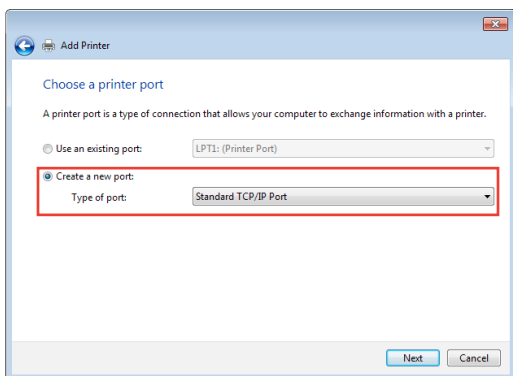 Add Printer
Choose a printer port
A printer port is a type of connection that allows your computer to exchange information with a printer.
Use an existing port: LPT1: (Printer Port)
Create a new port:
Type of port: Standard TCP/IP Port
Next Cancel